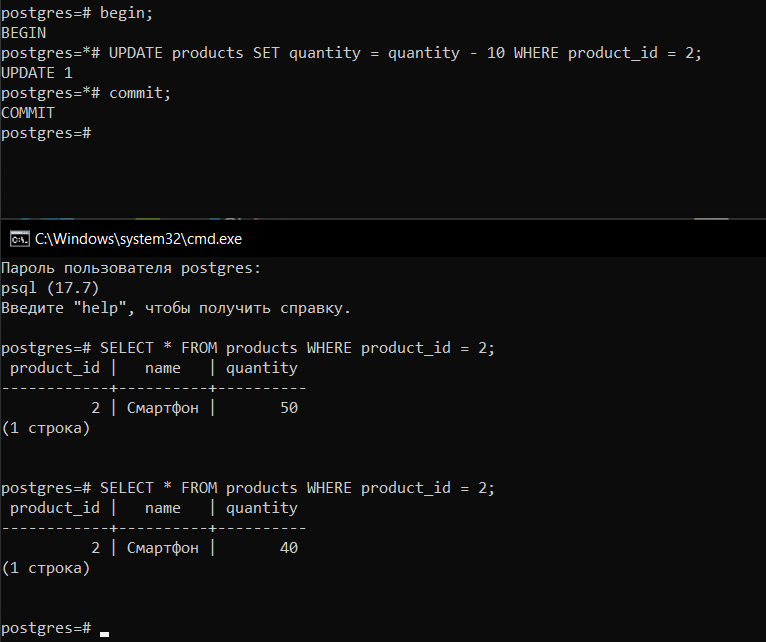 postgres=# begin;
BEGIN
postgres=*# UPDATE products SET quantity = quantity - 10 WHERE product_id = 2;
UPDATE 1
postgres=*# commit;
COMMIT
postgres=#
C:\Windows\system32\cmd.exe
Пароль пользователя postgres:
psql (17.7)
Введите "help", чтобы получить справку.
postgres=# SELECT * FROM products WHERE product_id = 2;
 product_id |   name   | quantity
------------+----------+----------
          2 | Смартфон |       50
(1 строка)
postgres=# SELECT * FROM products WHERE product_id = 2;
 product_id |   name   | quantity
------------+----------+----------
          2 | Смартфон |       40
(1 строка)
postgres=#